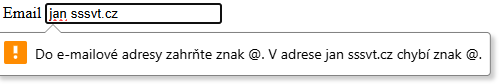 Email jan sssvt.cz
! Do e-mailové adresy zahrňte znak @. V adrese jan sssvt.cz chybí znak @.